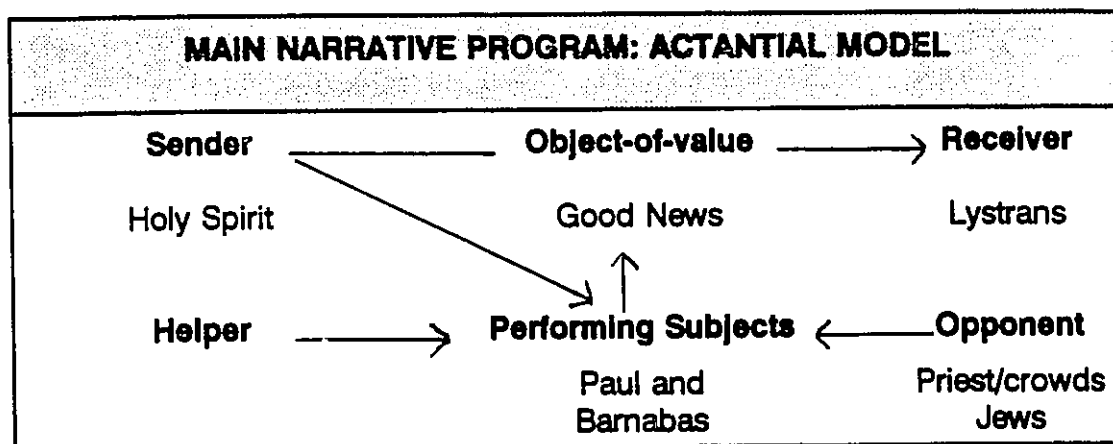 MAIN NARRATIVE PROGRAM: ACTANTIAL MODEL
Sender Object-of-value Receiver
Holy Spirit Good News Lystrans
Helper Performing Subjects Opponent
Paul and Priest/crowds
Barnabas Jews